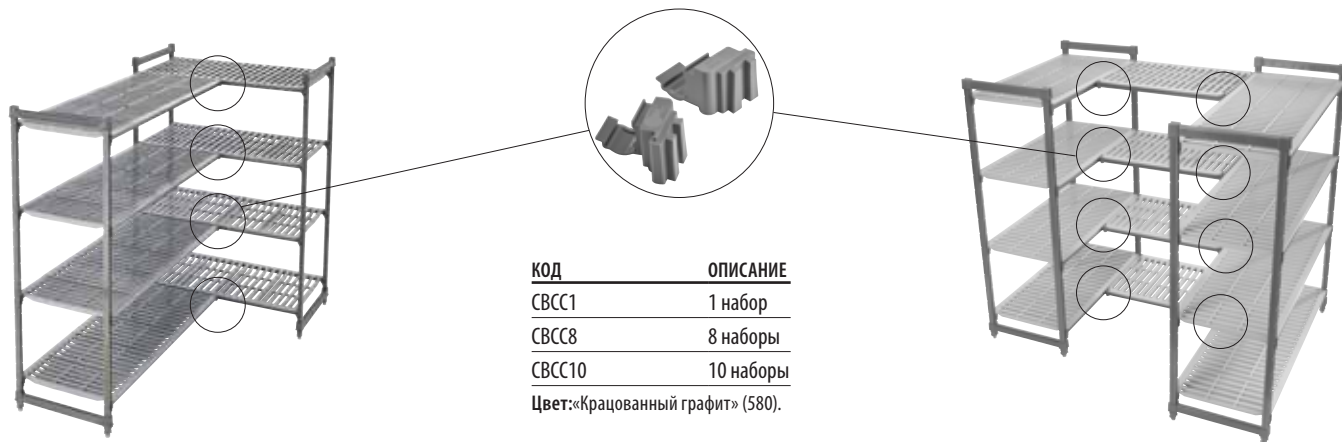 КОД ОПИСАНИЕ
CBCC1 1 набор
CBCC8 8 наборы
CBCC10 10 наборы
Цвет:«Крацованный графит» (580).